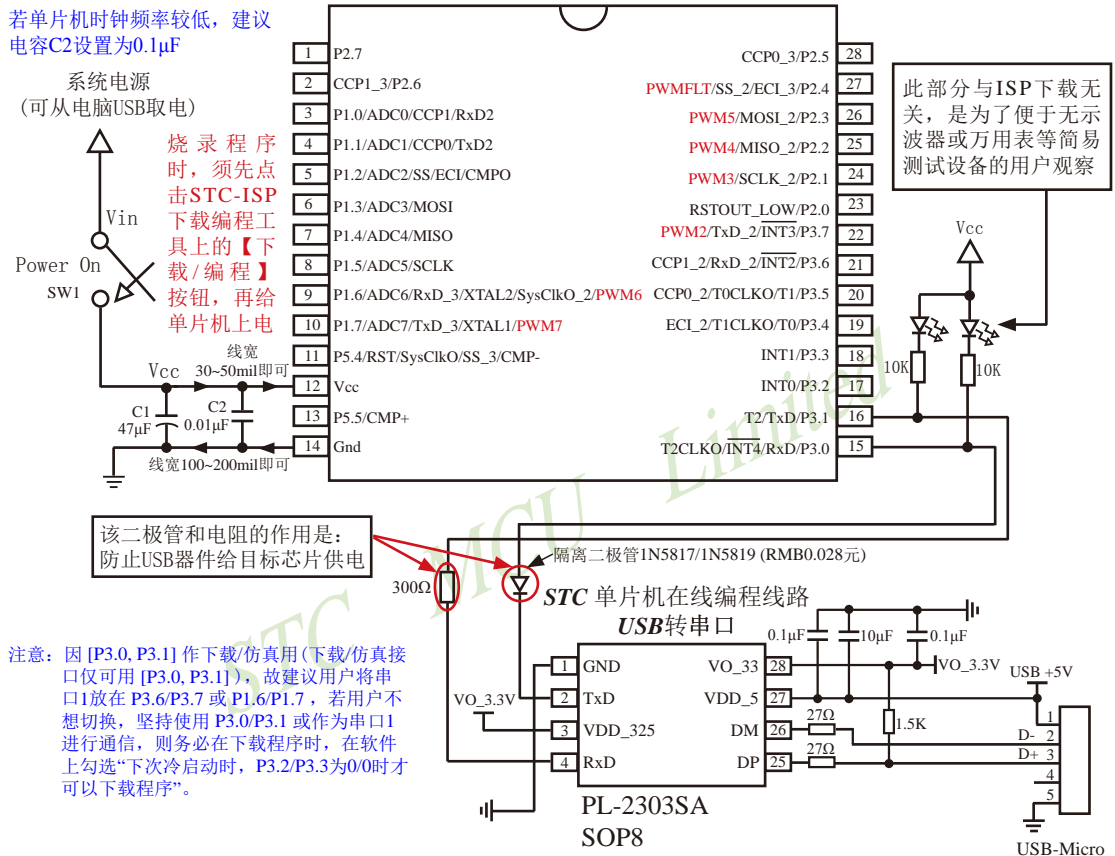 若单片机时钟频率较低，建议
电容C2设置为0.1μF
系统电源
(可从电脑USB取电)
烧录程序
时，须先点
击STC-ISP
下载编程工
具上的【下
载/编程】
按钮，再给
单片机上电
Vin
Power On
SW1
Vcc
线宽
30~50mil即可
C1
47μF
C2
0.01μF
线宽100~200mil即可
1 P2.7
2 CCP1_3/P2.6
3 P1.0/ADC0/CCP1/RxD2
4 P1.1/ADC1/CCP0/TxD2
5 P1.2/ADC2/SS/ECI/CMPO
6 P1.3/ADC3/MOSI
7 P1.4/ADC4/MISO
8 P1.5/ADC5/SCLK
9 P1.6/ADC6/RxD_3/XTAL2/SysClkO_2/PWM6
10 P1.7/ADC7/TxD_3/XTAL1/PWM7
11 P5.4/RST/SysClkO/SS_3/CMP-
12 Vcc
13 P5.5/CMP+
14 Gnd
CCP0_3/P2.5 28
PWMFLT/SS_2/ECI_3/P2.4 27
PWM5/MOSI_2/P2.3 26
PWM4/MISO_2/P2.2 25
PWM3/SCLK_2/P2.1 24
RSTOUT_LOW/P2.0 23
PWM2/TxD_2/INT3/P3.7 22
CCP1_2/RxD_2/INT2/P3.6 21
CCP0_2/T0CLKO/T1/P3.5 20
ECI_2/T1CLKO/T0/P3.4 19
INT1/P3.3 18
INT0/P3.2 17
T2/TxD/P3.1 16
T2CLKO/INT4/RxD/P3.0 15
此部分与ISP下载无
关，是为了便于无示
波器或万用表等简易
测试设备的用户观察
Vcc
10K
10K
STC MCU Limited
该二极管和电阻的作用是：
防止USB器件给目标芯片供电
300Ω
隔离二极管1N5817/1N5819 (RMB0.028元)
STC 单片机在线编程线路
USB转串口
注意：因 [P3.0, P3.1] 作下载/仿真用(下载/仿真接
口仅可用 [P3.0, P3.1])，故建议用户将串
口1放在 P3.6/P3.7 或 P1.6/P1.7，若用户不
想切换，坚持使用 P3.0/P3.1 或作为串口1
进行通信，则务必在下载程序时，在软件
上勾选“下次冷启动时，P3.2/P3.3为0/0时才
可以下载程序”。
VO_3.3V
1 GND
2 TxD
3 VDD_325
4 RxD
VO_33 28
VDD_5 27
DM 26
DP 25
PL-2303SA
SOP8
0.1μF
10μF
0.1μF
VO_3.3V
USB +5V
27Ω
27Ω
1.5K
1
D- 2
D+ 3
4
5
USB-Micro